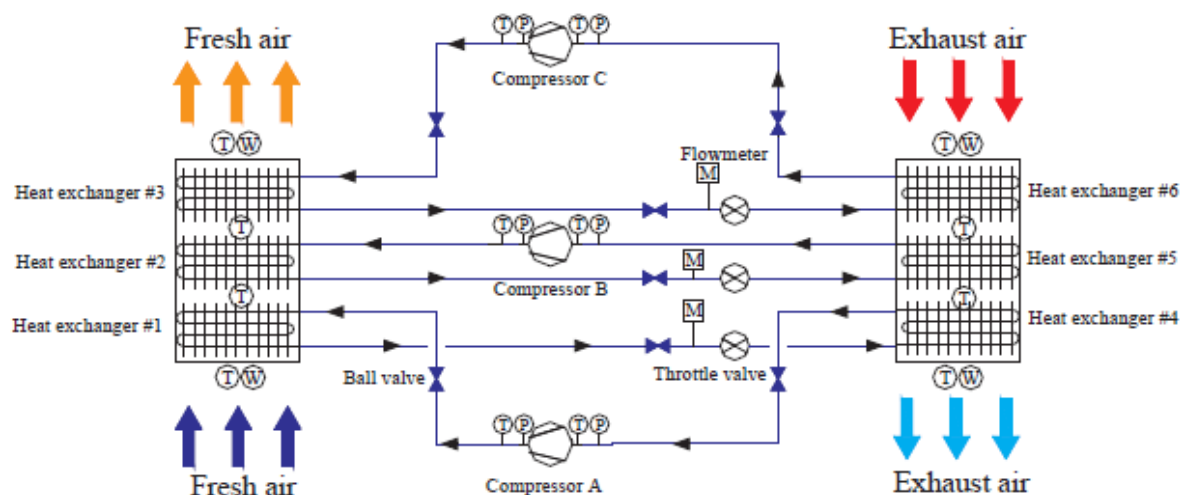 Fresh air
T P
T P
Compressor C
Exhaust air
T W
T W
Flowmeter
M
Heat exchanger #3
Heat exchanger #6
T
T P
T P
T
Heat exchanger #2
Compressor B
M
Heat exchanger #5
T
T
M
Heat exchanger #1
Heat exchanger #4
T W
Ball valve
Throttle valve
T W
T P
T P
Fresh air
Compressor A
Exhaust air